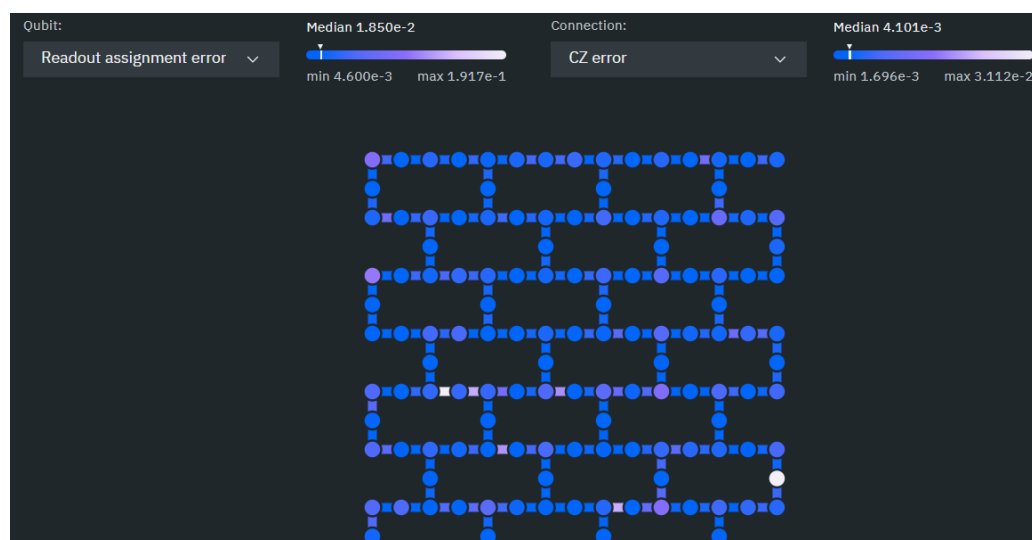 Qubit:
Readout assignment error
Median 1.850e-2
min 4.600e-3 max 1.917e-1
Connection:
CZ error
Median 4.101e-3
min 1.696e-3 max 3.112e-2